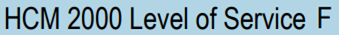 HCM 2000 Level of Service F